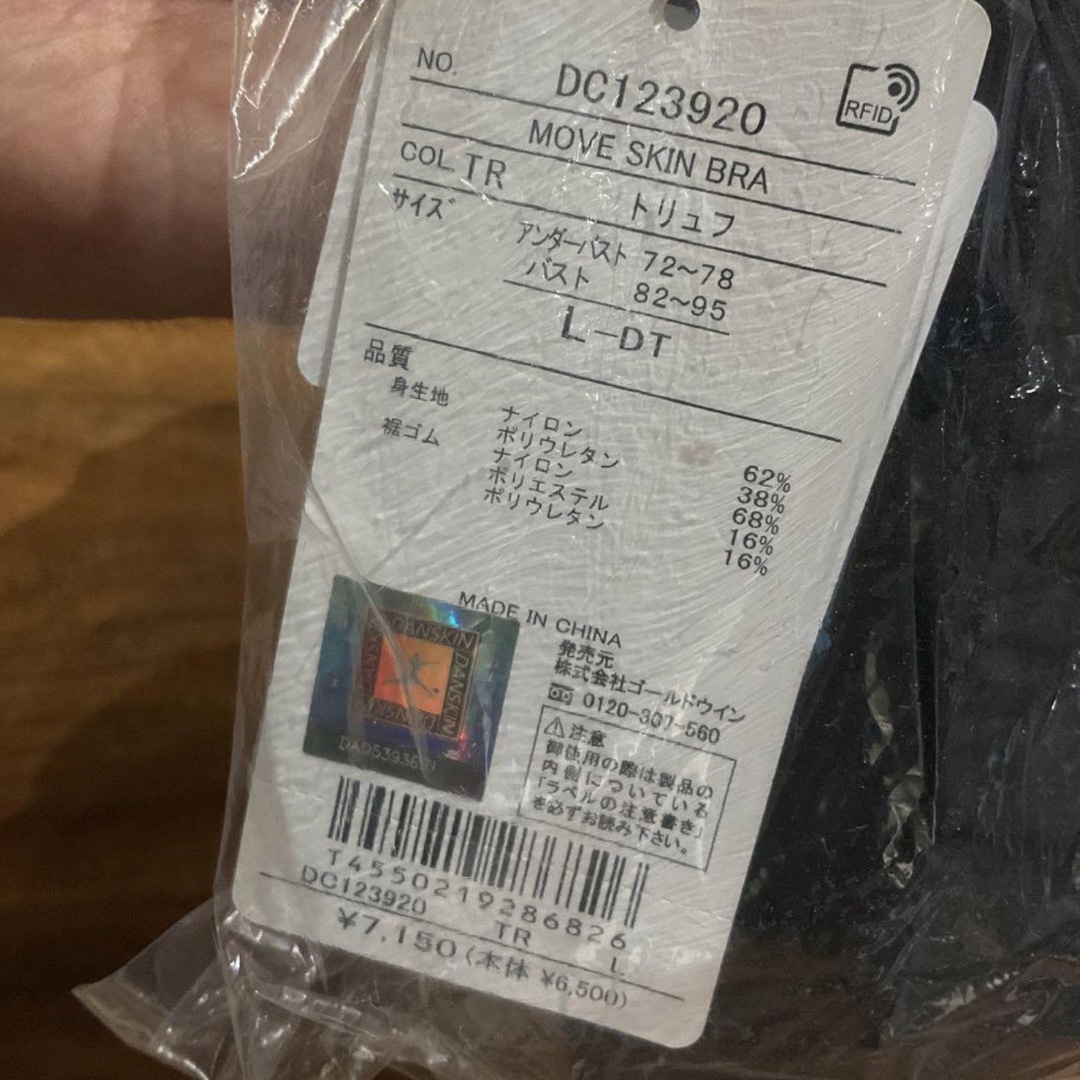 NO. DC123920
RFID
MOVE SKIN BRA
COL.TR トリュフ
サイズ アンダーバスト 72~78
バスト 82~95
L-DT
品質
身生地 ナイロン 62%
ポリウレタン 38%
裾ゴム ナイロン 68%
ポリエステル 16%
ポリウレタン 16%
MADE IN CHINA
発売元
株式会社ゴールドウイン
0120-307-560
⚠注意
御使用の際は製品の
内側についている
「ラベルの注意書き」
を必ずお読み下さい。
DANSKIN
DANSKIN
DANSKIN
DANSKIN
T4550219286826
DC123920 TR L
¥7,150(本体 ¥6,500)